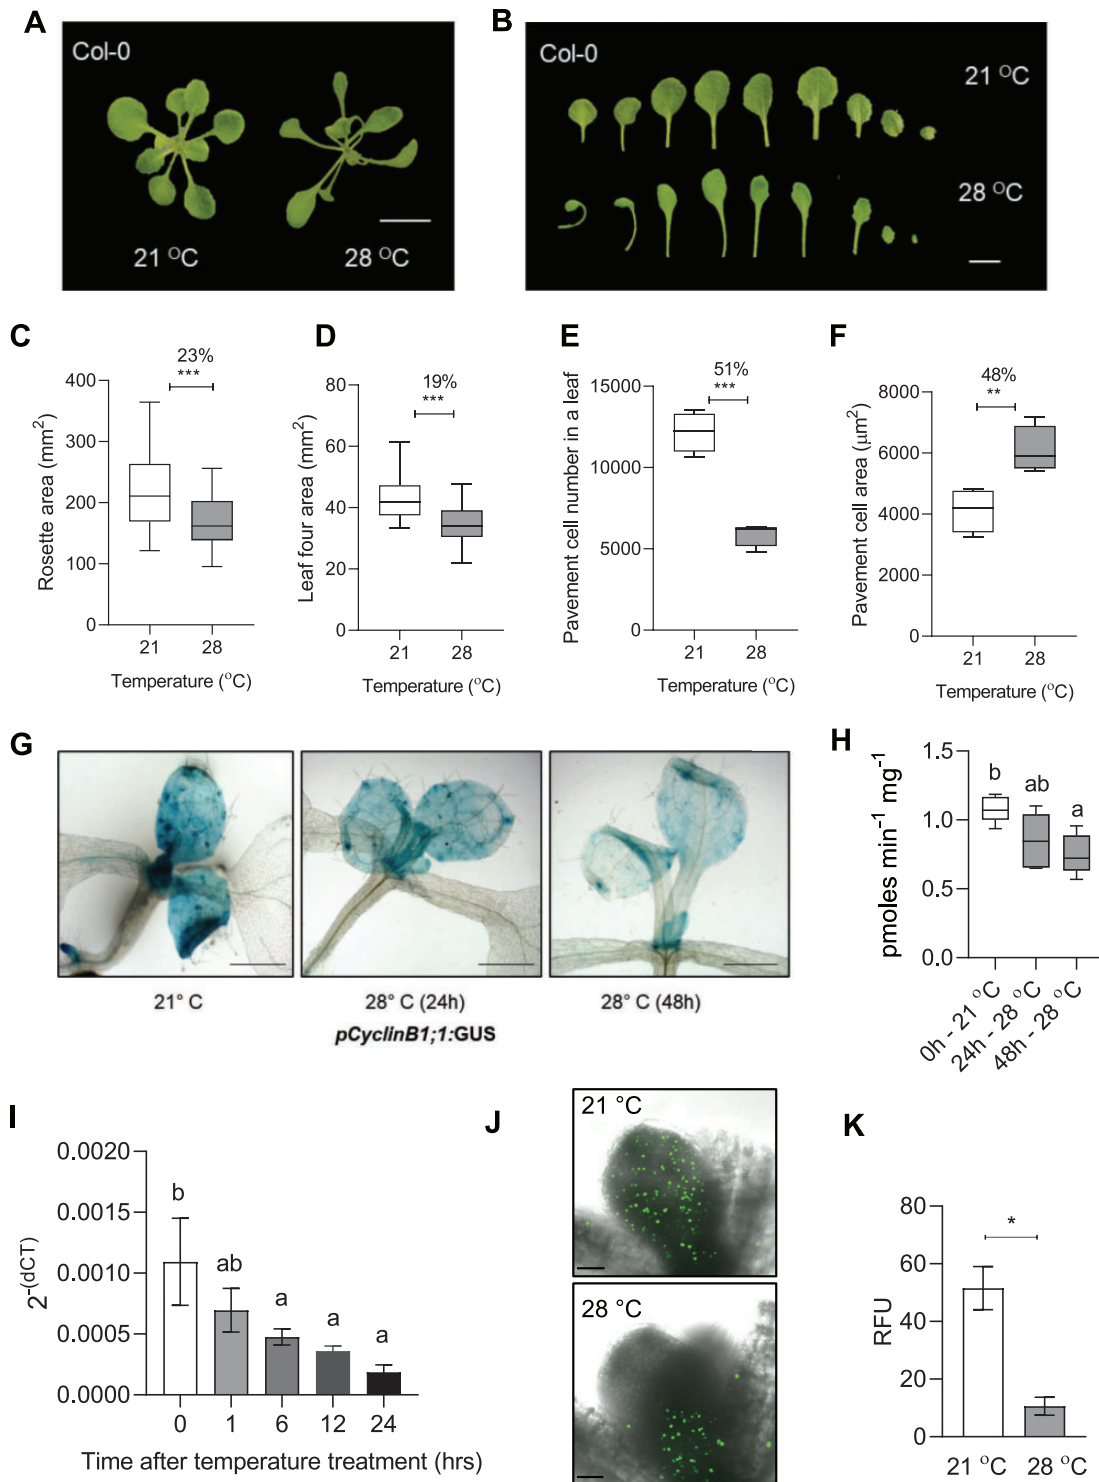 A
Col-0
21 °C
28 °C
B
Col-0
21 °C
28 °C
C
23%
***
Rosette area (mm²)
400
300
200
100
0
21
28
Temperature (°C)
D
19%
***
Leaf four area (mm²)
80
60
40
20
0
21
28
Temperature (°C)
E
51%
***
Pavement cell number in a leaf
15000
10000
5000
0
21
28
Temperature (°C)
F
48%
**
Pavement cell area (μm²)
8000
6000
4000
2000
0
21
28
Temperature (°C)
G
21° C
28° C (24h)
28° C (48h)
pCyclinB1;1:GUS
H
pmoles min⁻¹ mg⁻¹
1.5
1.0
0.5
0.0
b
ab
a
0h - 21 °C
24h - 28 °C
48h - 28 °C
I
2^-(dCT)
0.0020
0.0015
0.0010
0.0005
0.0000
b
ab
a
a
a
0
1
6
12
24
Time after temperature treatment (hrs)
J
21 °C
28 °C
K
RFU
80
60
40
20
0
*
21 °C
28 °C